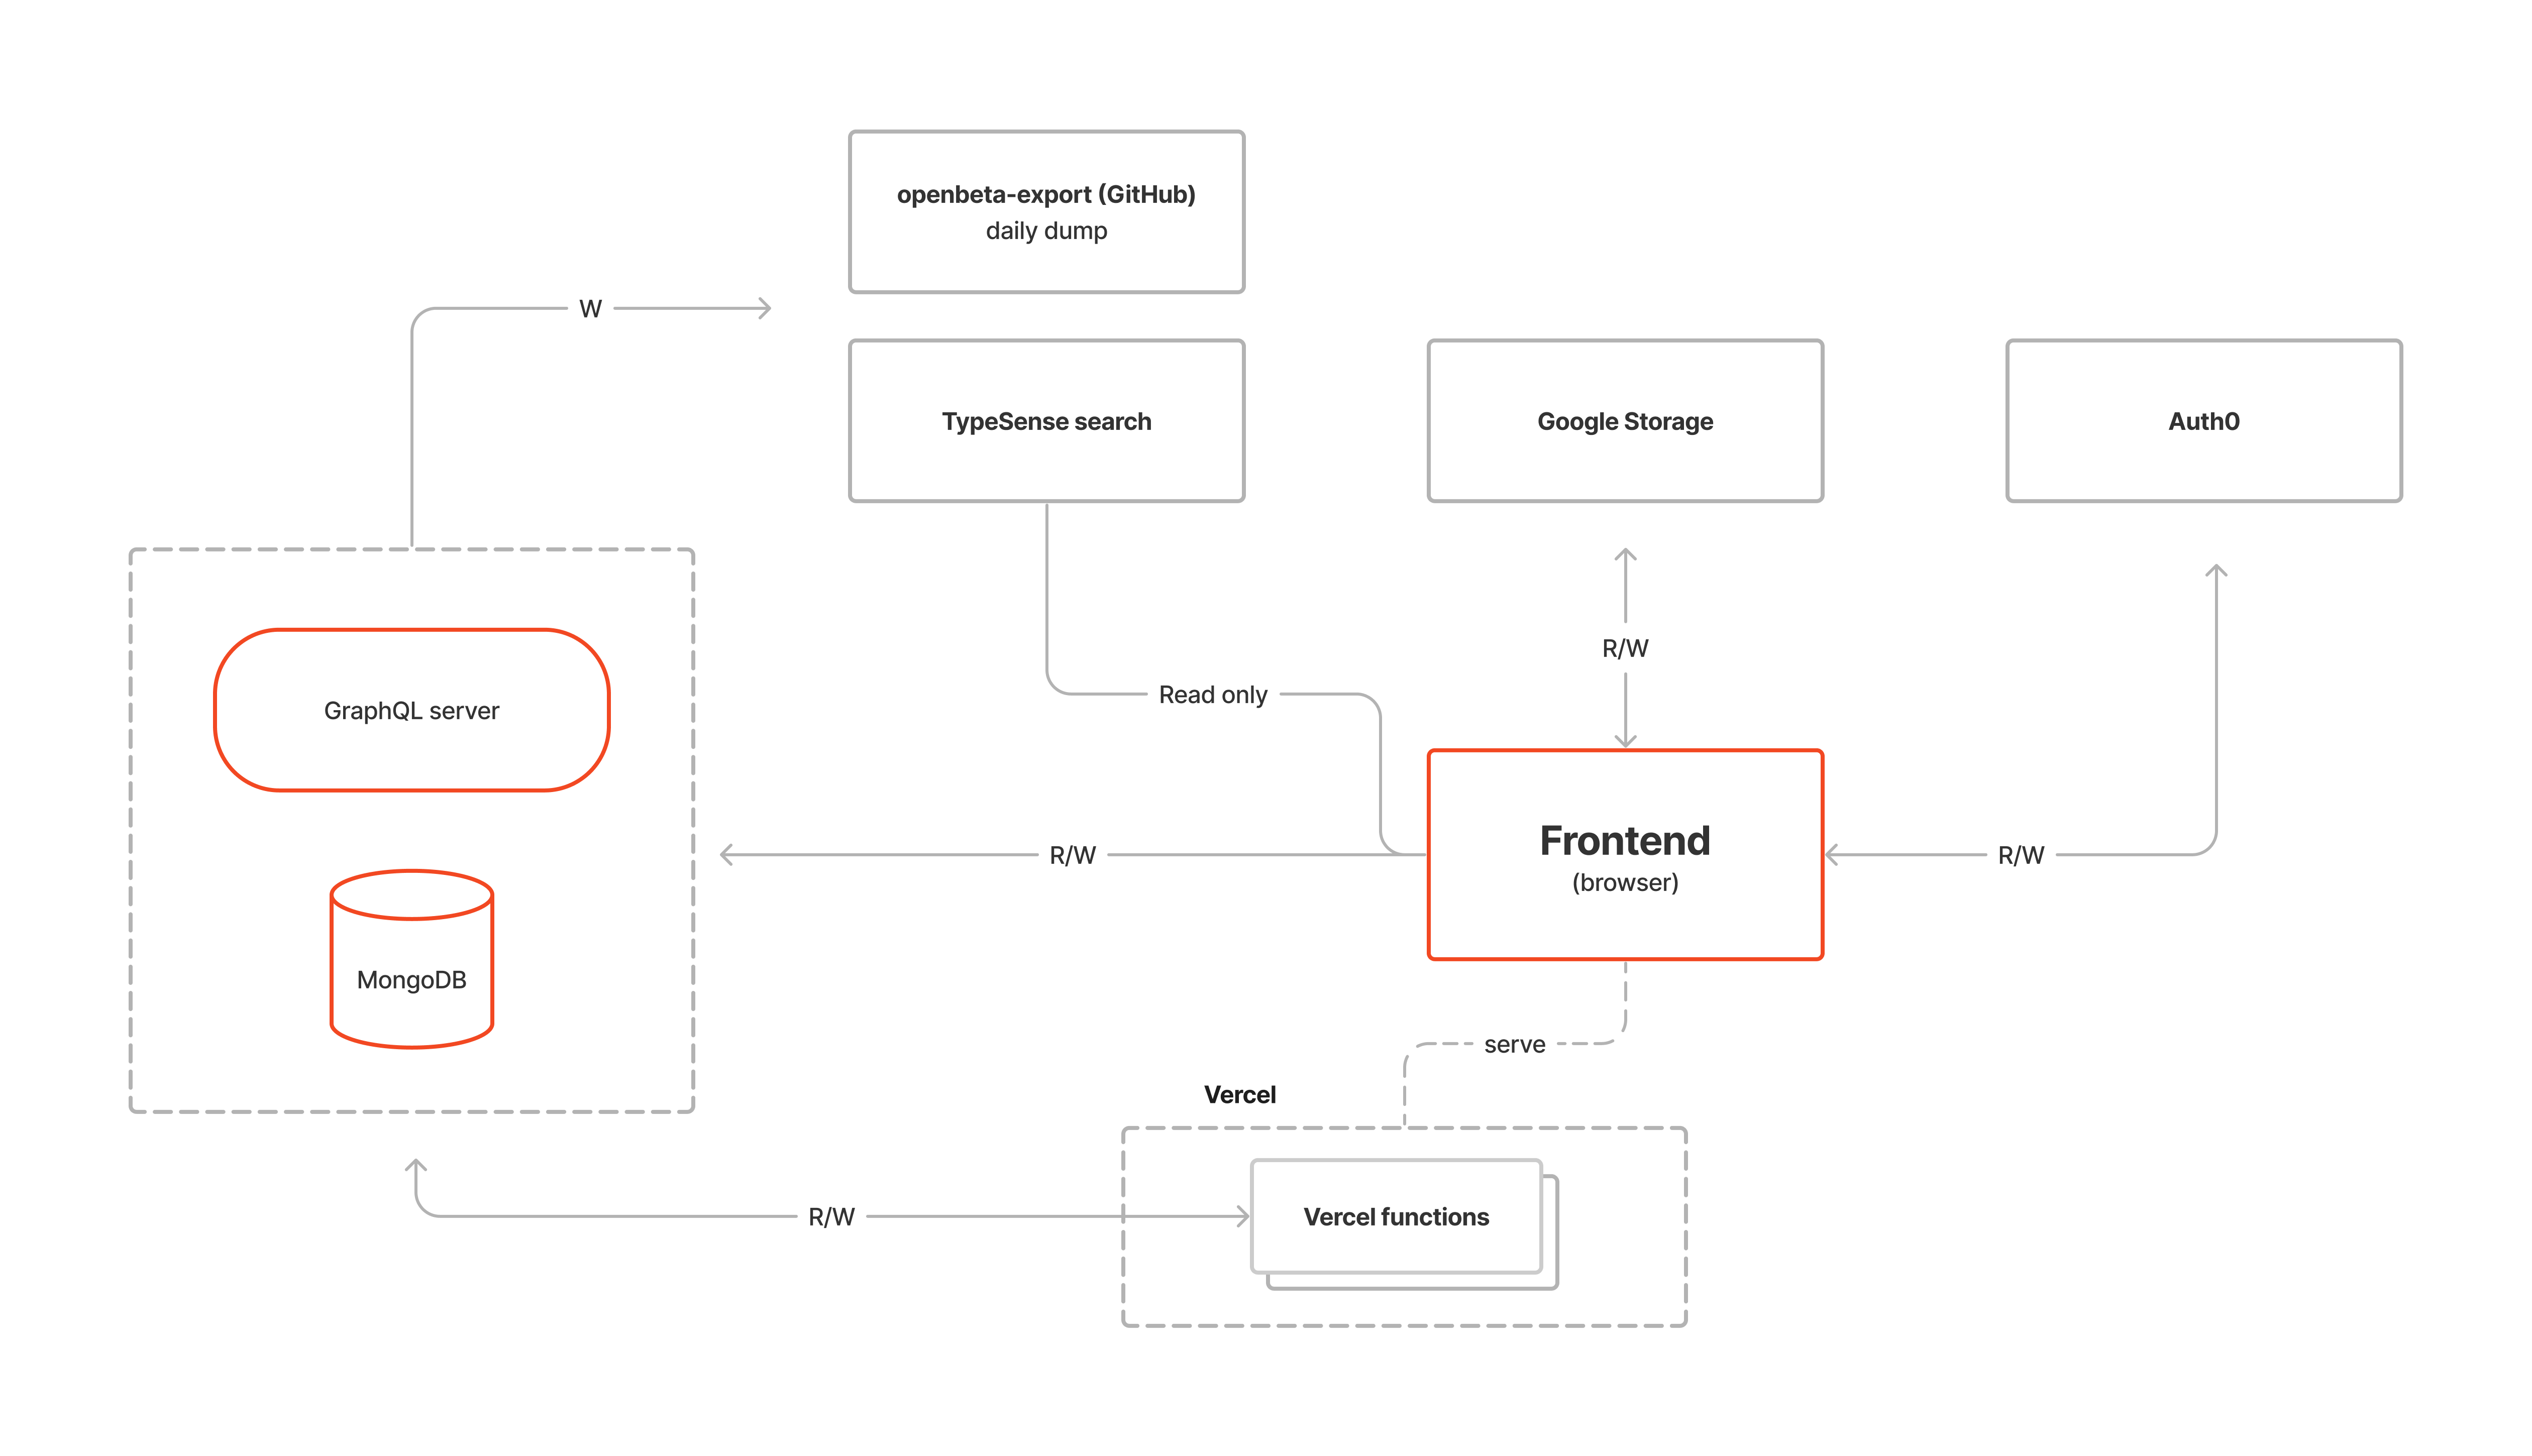 openbeta-export (GitHub)
daily dump
W
TypeSense search
Google Storage
Auth0
GraphQL server
R/W
Read only
Frontend
(browser)
R/W
R/W
MongoDB
serve
Vercel
Vercel functions
R/W